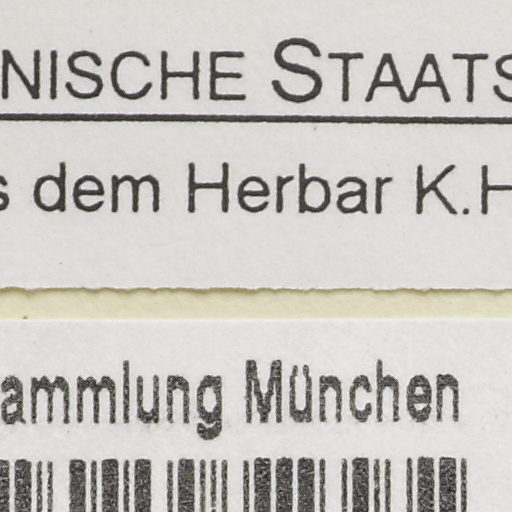 NISCHE STAATS
s dem Herbar K.H
ammlung München